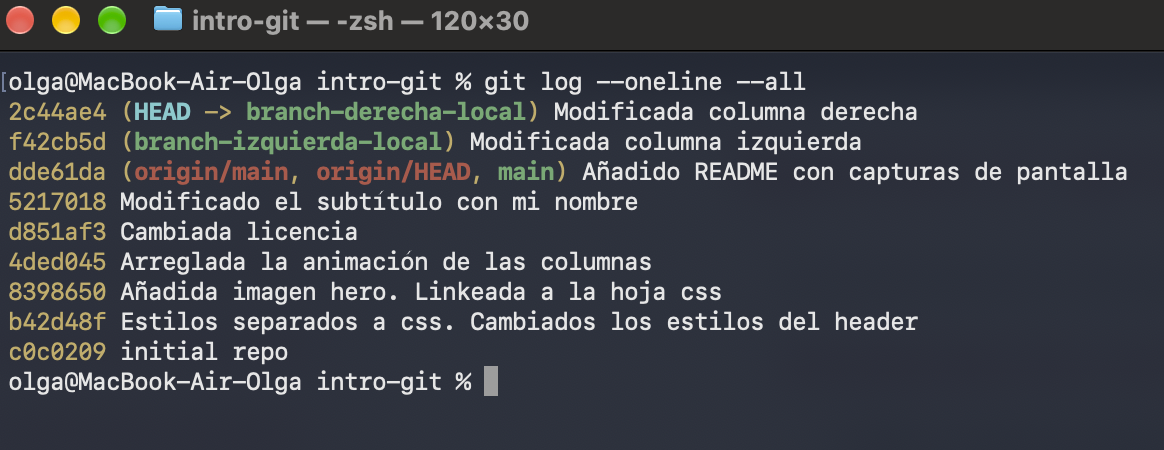 intro-git — -zsh — 120×30
[olga@MacBook-Air-Olga intro-git % git log --oneline --all
2c44ae4 (HEAD -> branch-derecha-local) Modificada columna derecha
f42cb5d (branch-izquierda-local) Modificada columna izquierda
dde61da (origin/main, origin/HEAD, main) Añadido README con capturas de pantalla
5217018 Modificado el subtítulo con mi nombre
d851af3 Cambiada licencia
4ded045 Arreglada la animación de las columnas
8398650 Añadida imagen hero. Linkeada a la hoja css
b42d48f Estilos separados a css. Cambiados los estilos del header
c0c0209 initial repo
olga@MacBook-Air-Olga intro-git %